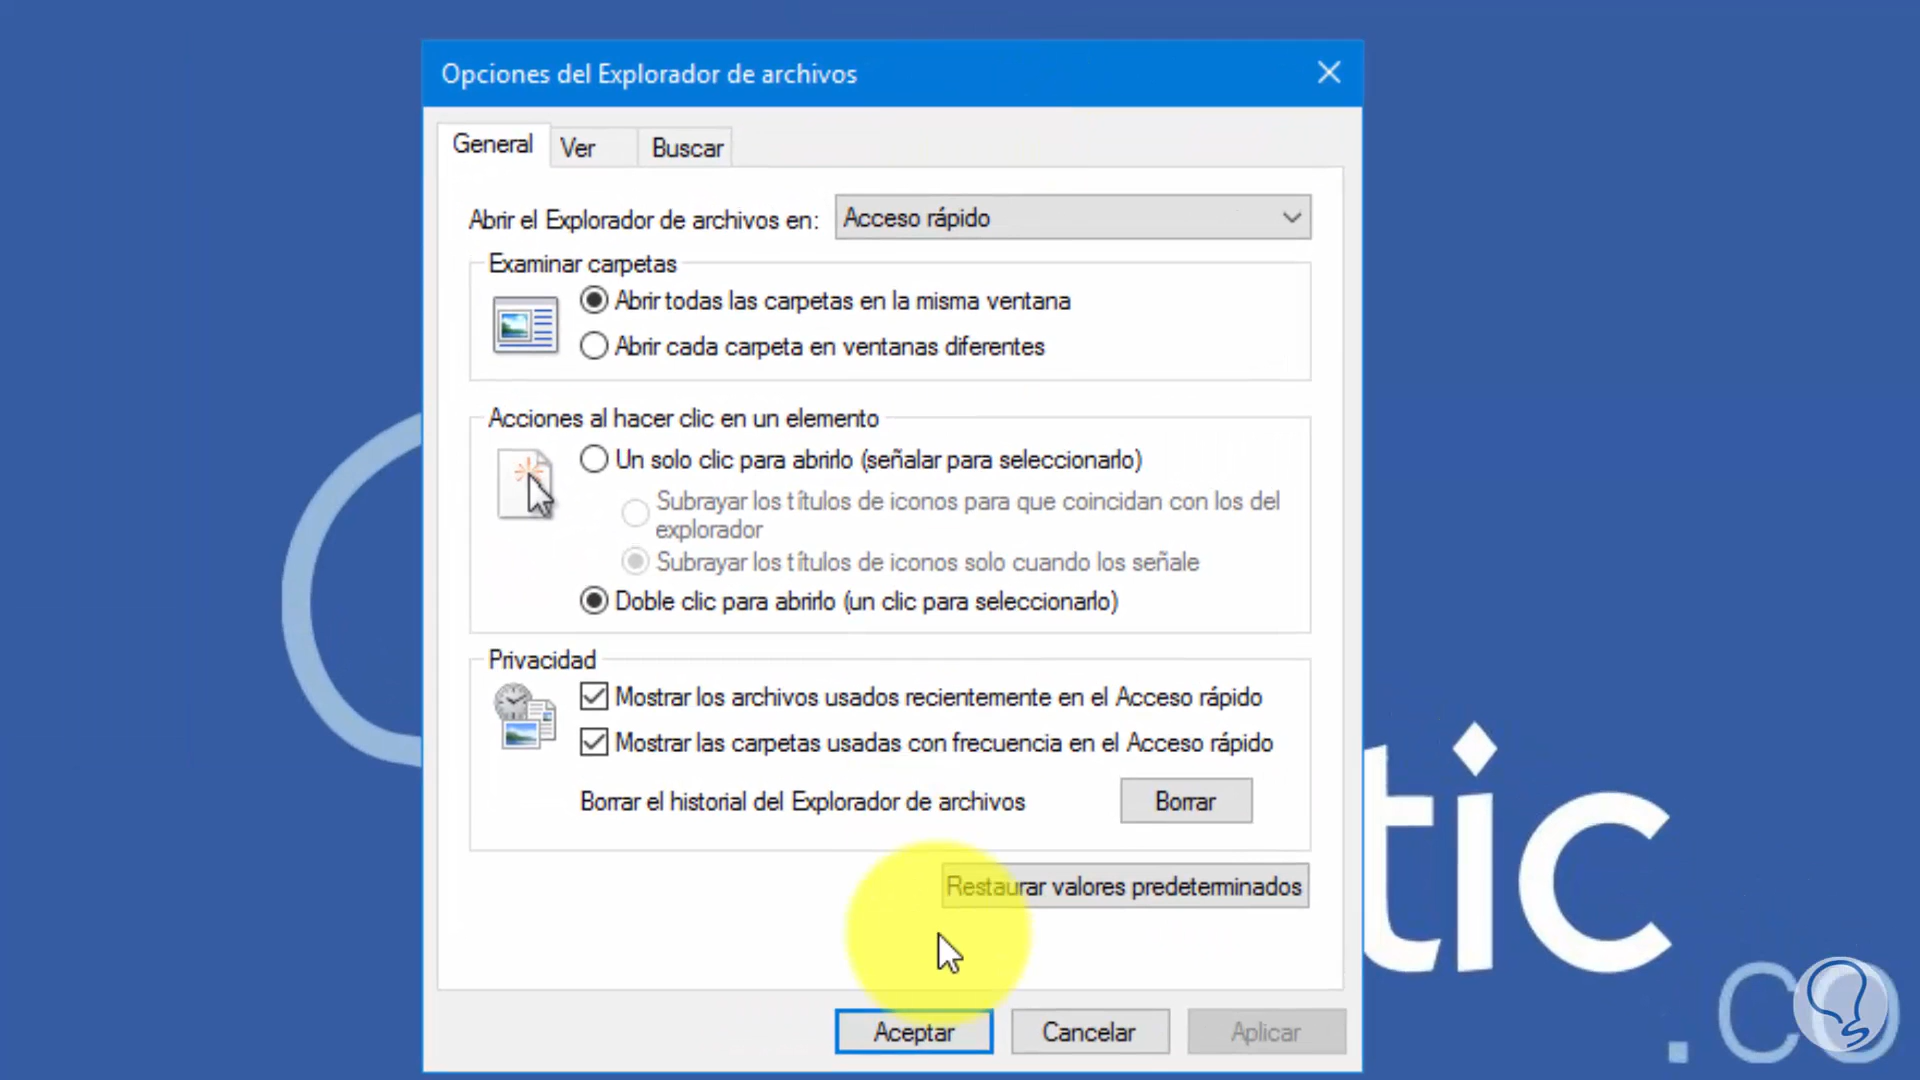 Opciones del Explorador de archivos
General Ver Buscar
Abrir el Explorador de archivos en: Acceso rápido
Examinar carpetas
Abrir todas las carpetas en la misma ventana
Abrir cada carpeta en ventanas diferentes
Acciones al hacer clic en un elemento
Un solo clic para abrirlo (señalar para seleccionarlo)
Subrayar los títulos de iconos para que coincidan con los del
explorador
Subrayar los títulos de iconos solo cuando los señale
Doble clic para abrirlo (un clic para seleccionarlo)
Privacidad
Mostrar los archivos usados recientemente en el Acceso rápido
Mostrar las carpetas usadas con frecuencia en el Acceso rápido
Borrar el historial del Explorador de archivos Borrar
Restaurar valores predeterminados
Aceptar Cancelar Aplicar
tic
.co